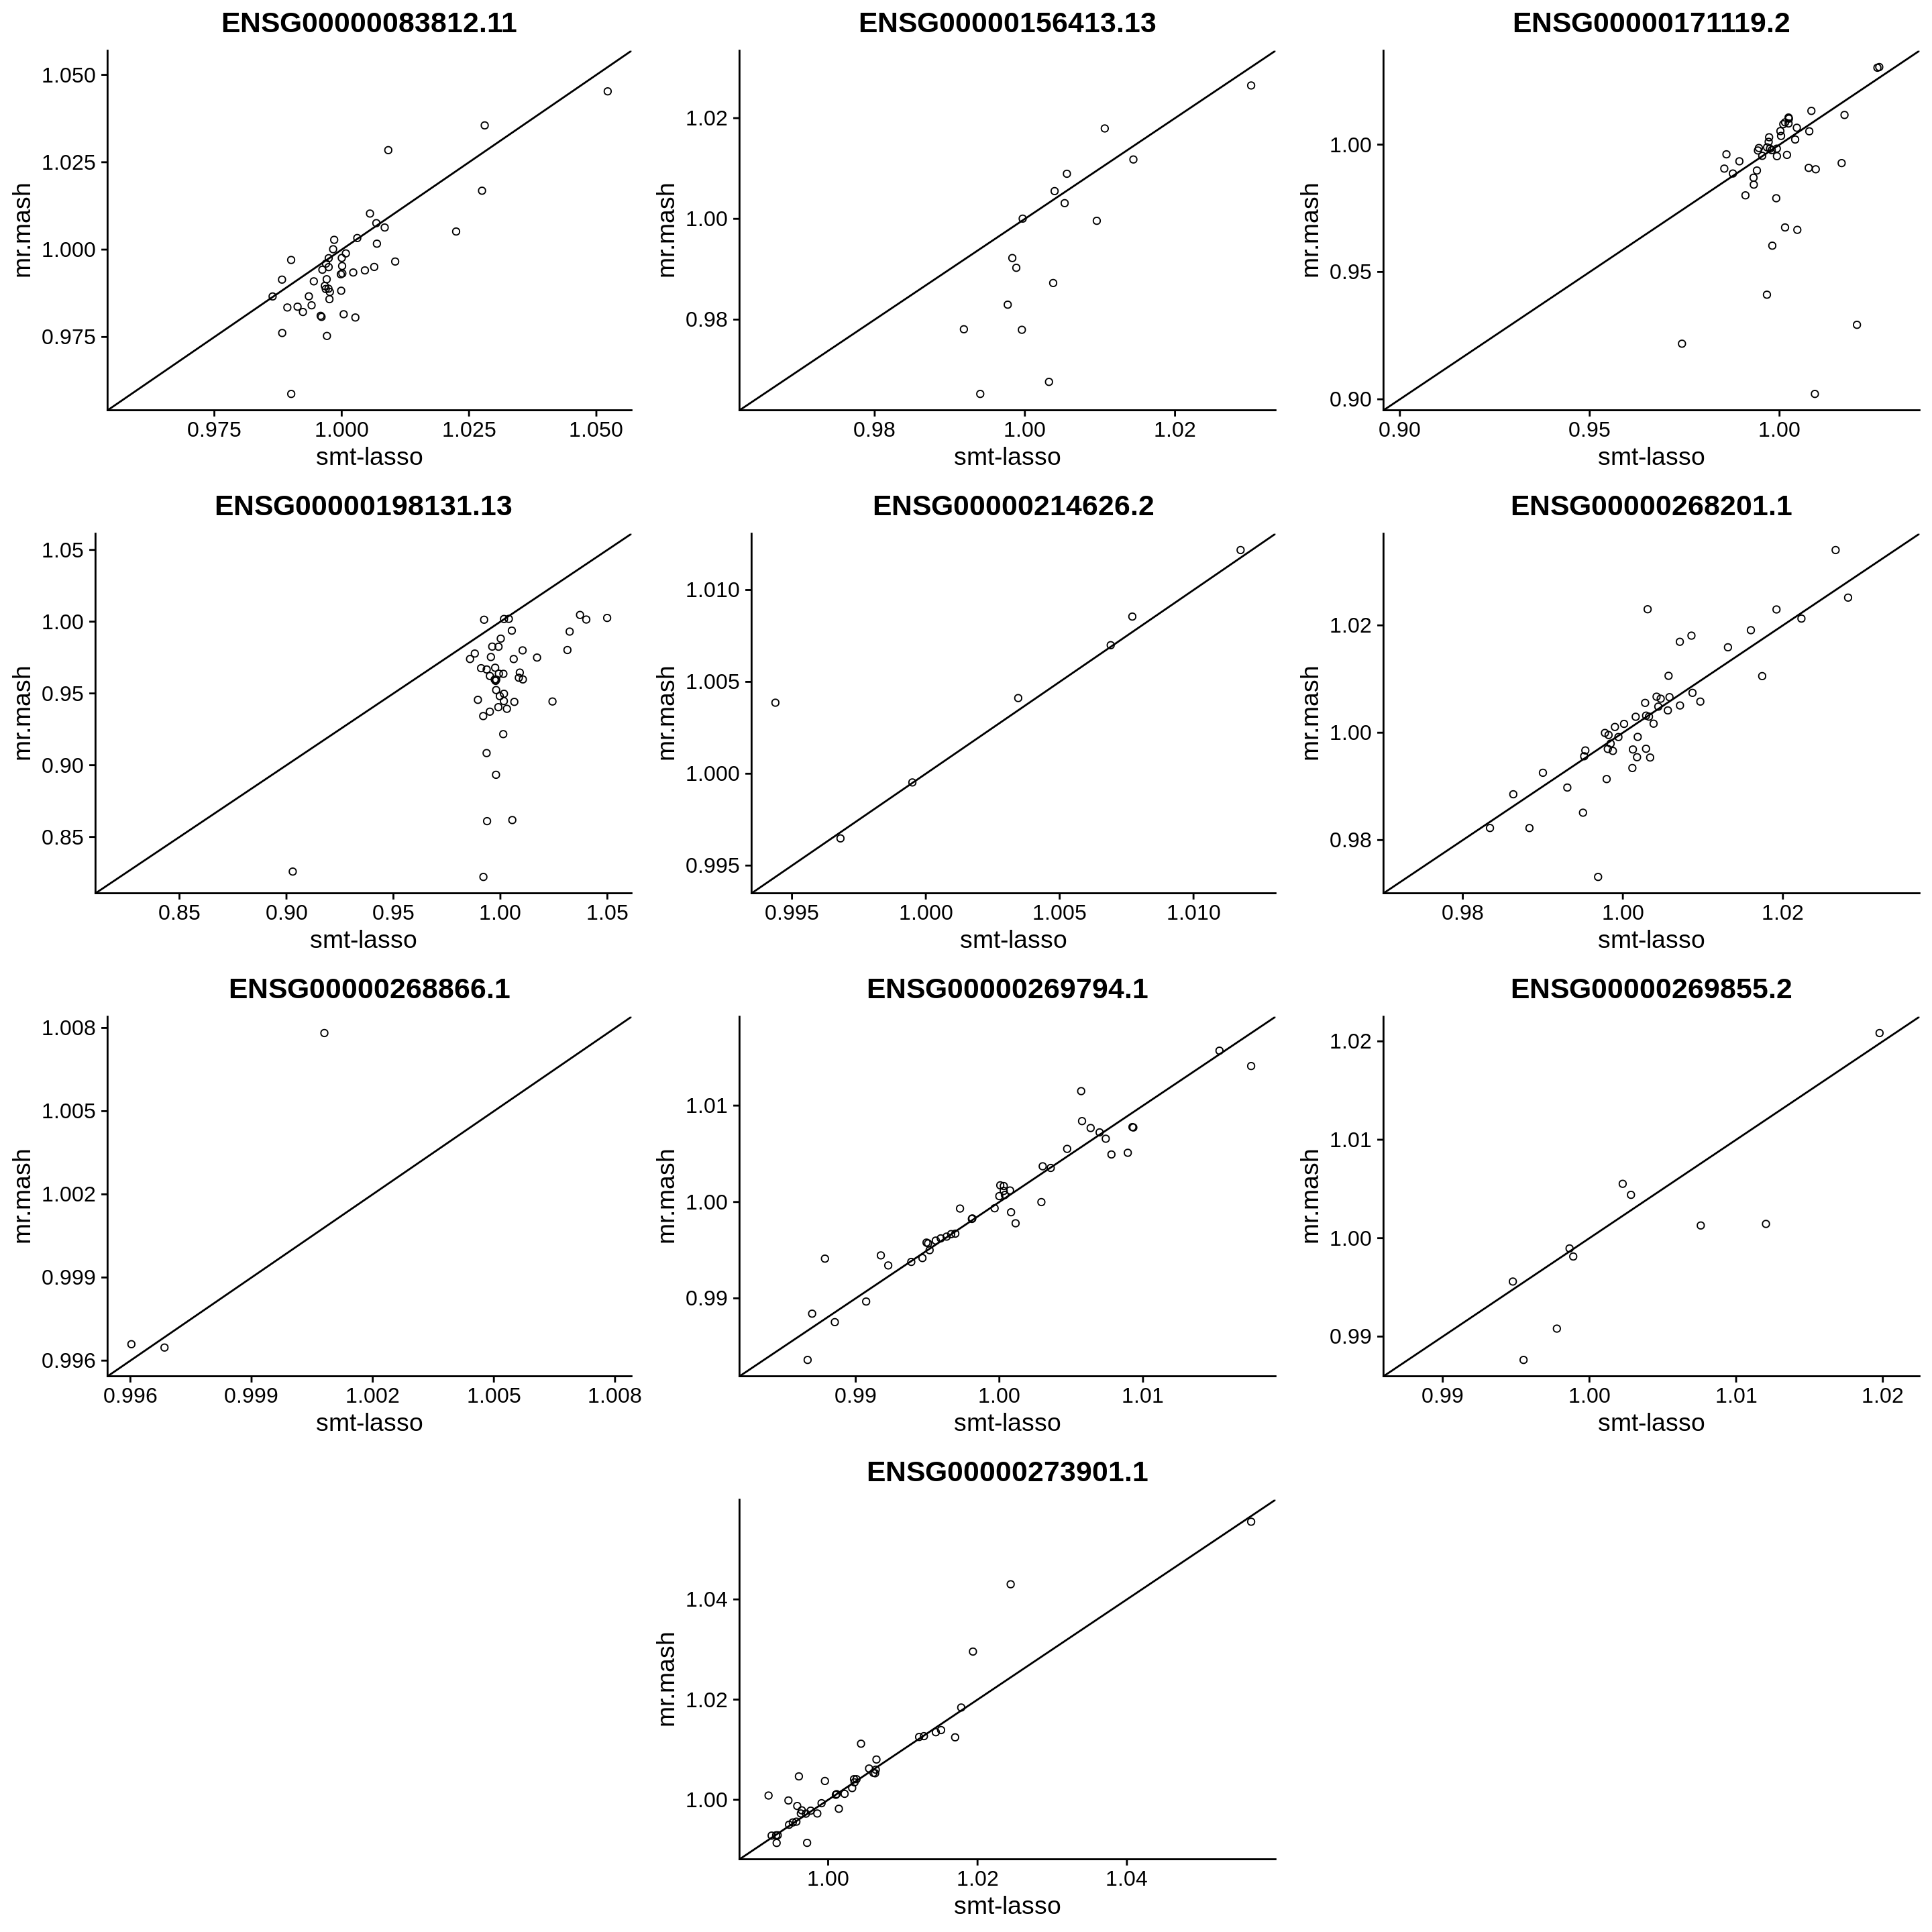 ENSG00000083812.11
1.050
1.025
1.000
0.975
mr.mash
0.975 1.000 1.025 1.050
smt-lasso
ENSG00000156413.13
1.02
1.00
0.98
mr.mash
0.98 1.00 1.02
smt-lasso
ENSG00000171119.2
1.00
0.95
0.90
mr.mash
0.90 0.95 1.00
smt-lasso
ENSG00000198131.13
1.05
1.00
0.95
0.90
0.85
mr.mash
0.85 0.90 0.95 1.00 1.05
smt-lasso
ENSG00000214626.2
1.010
1.005
1.000
0.995
mr.mash
0.995 1.000 1.005 1.010
smt-lasso
ENSG00000268201.1
1.02
1.00
0.98
mr.mash
0.98 1.00 1.02
smt-lasso
ENSG00000268866.1
1.008
1.005
1.002
0.999
0.996
mr.mash
0.996 0.999 1.002 1.005 1.008
smt-lasso
ENSG00000269794.1
1.01
1.00
0.99
mr.mash
0.99 1.00 1.01
smt-lasso
ENSG00000269855.2
1.02
1.01
1.00
0.99
mr.mash
0.99 1.00 1.01 1.02
smt-lasso
ENSG00000273901.1
1.04
1.02
1.00
mr.mash
1.00 1.02 1.04
smt-lasso